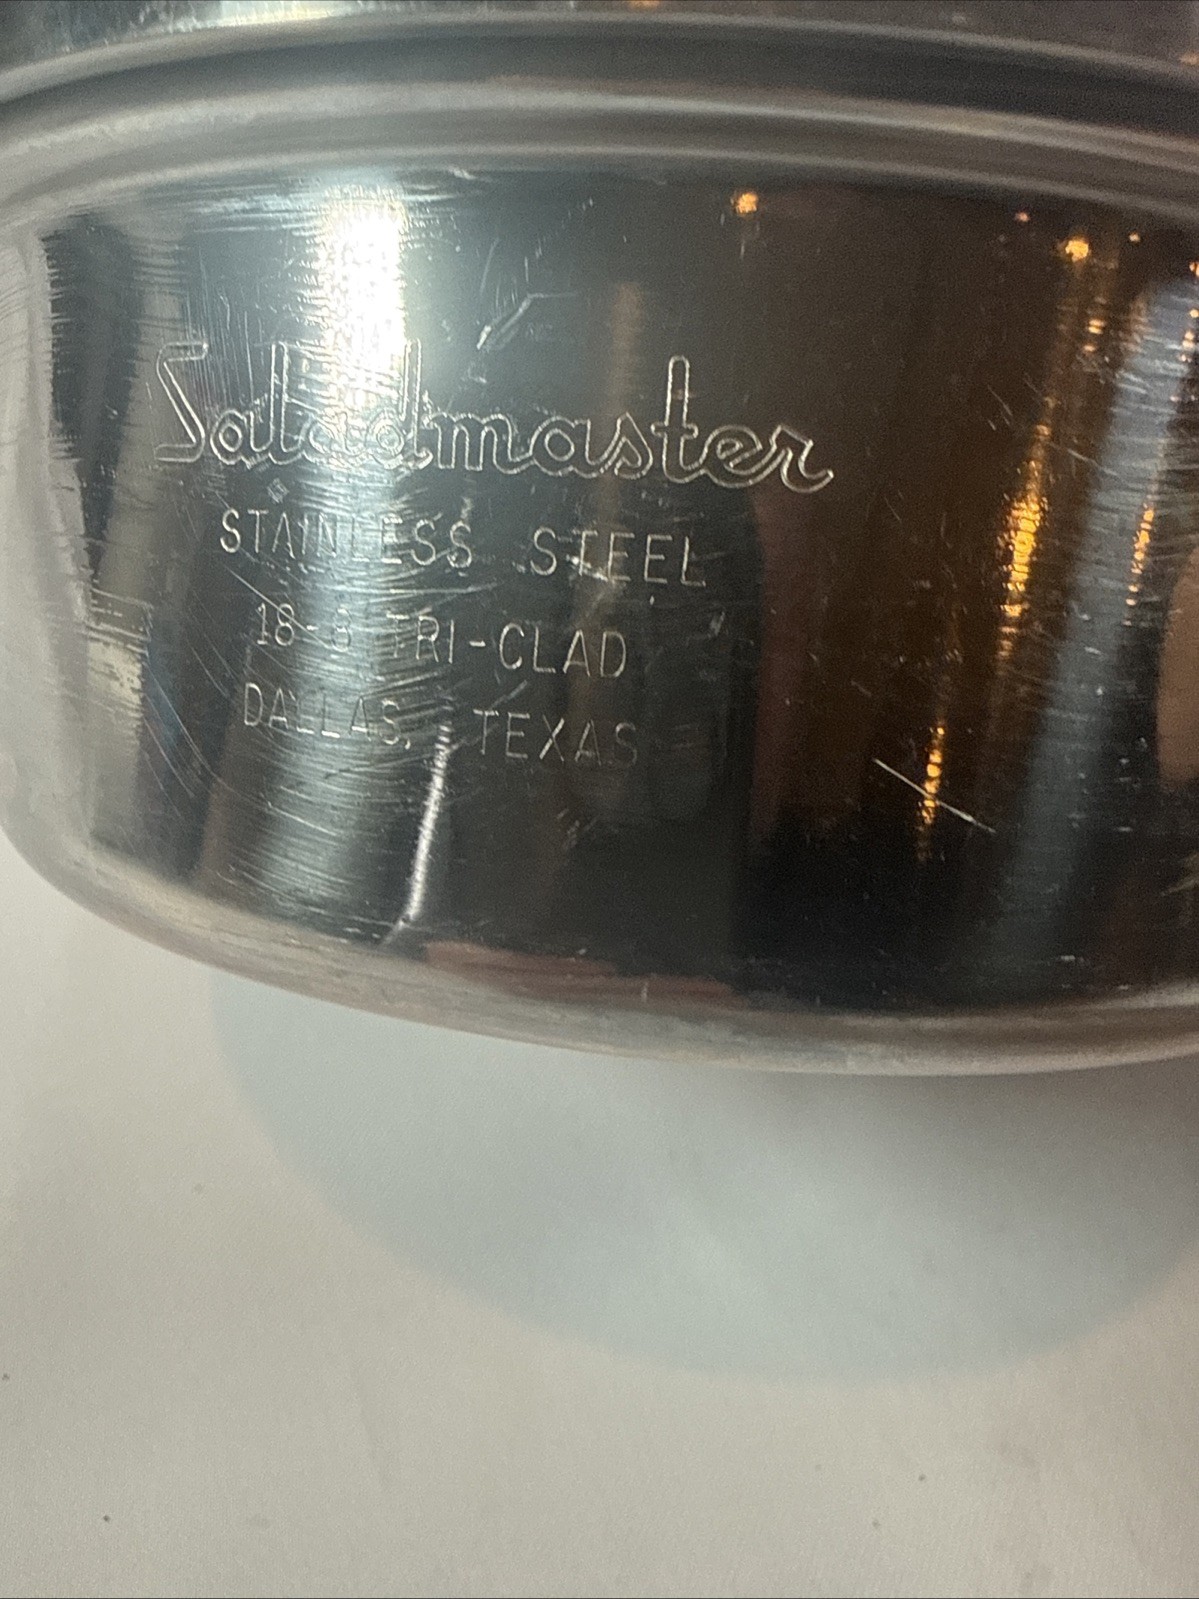 Saladmaster
STAINLESS STEEL
18-8 TRI-CLAD
DALLAS, TEXAS